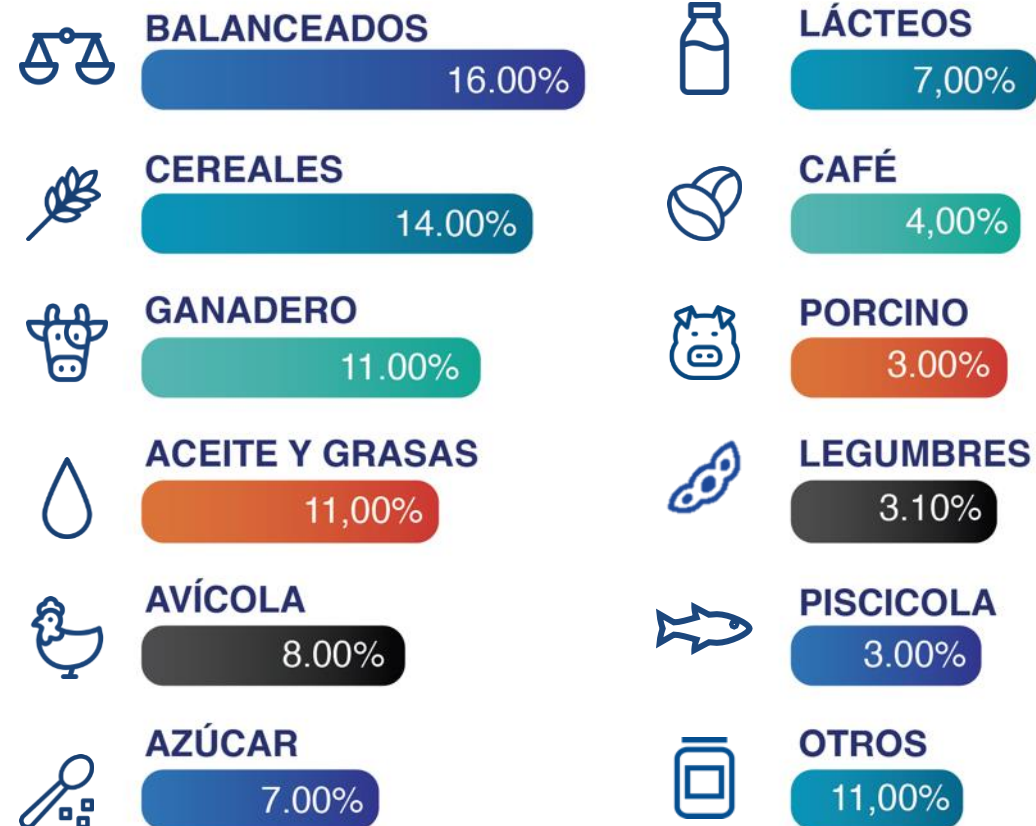 BALANCEADOS
16.00%
CEREALES
14.00%
GANADERO
11.00%
ACEITE Y GRASAS
11,00%
AVÍCOLA
8.00%
AZÚCAR
7.00%
LÁCTEOS
7,00%
CAFÉ
4,00%
PORCINO
3.00%
LEGUMBRES
3.10%
PISCICOLA
3.00%
OTROS
11,00%